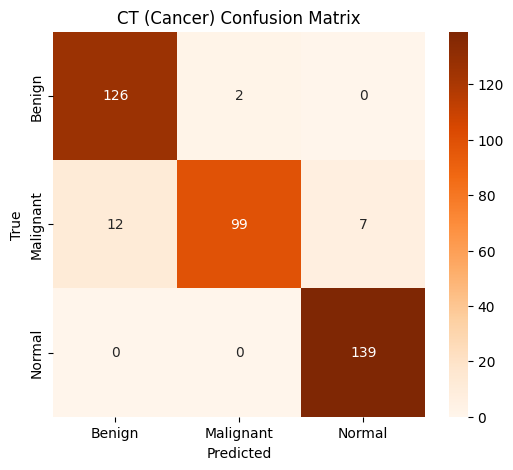 CT (Cancer) Confusion Matrix
True
Benign
126 2 0
Malignant
12 99 7
Normal
0 0 139
Benign Malignant Normal
Predicted
120
100
80
60
40
20
0